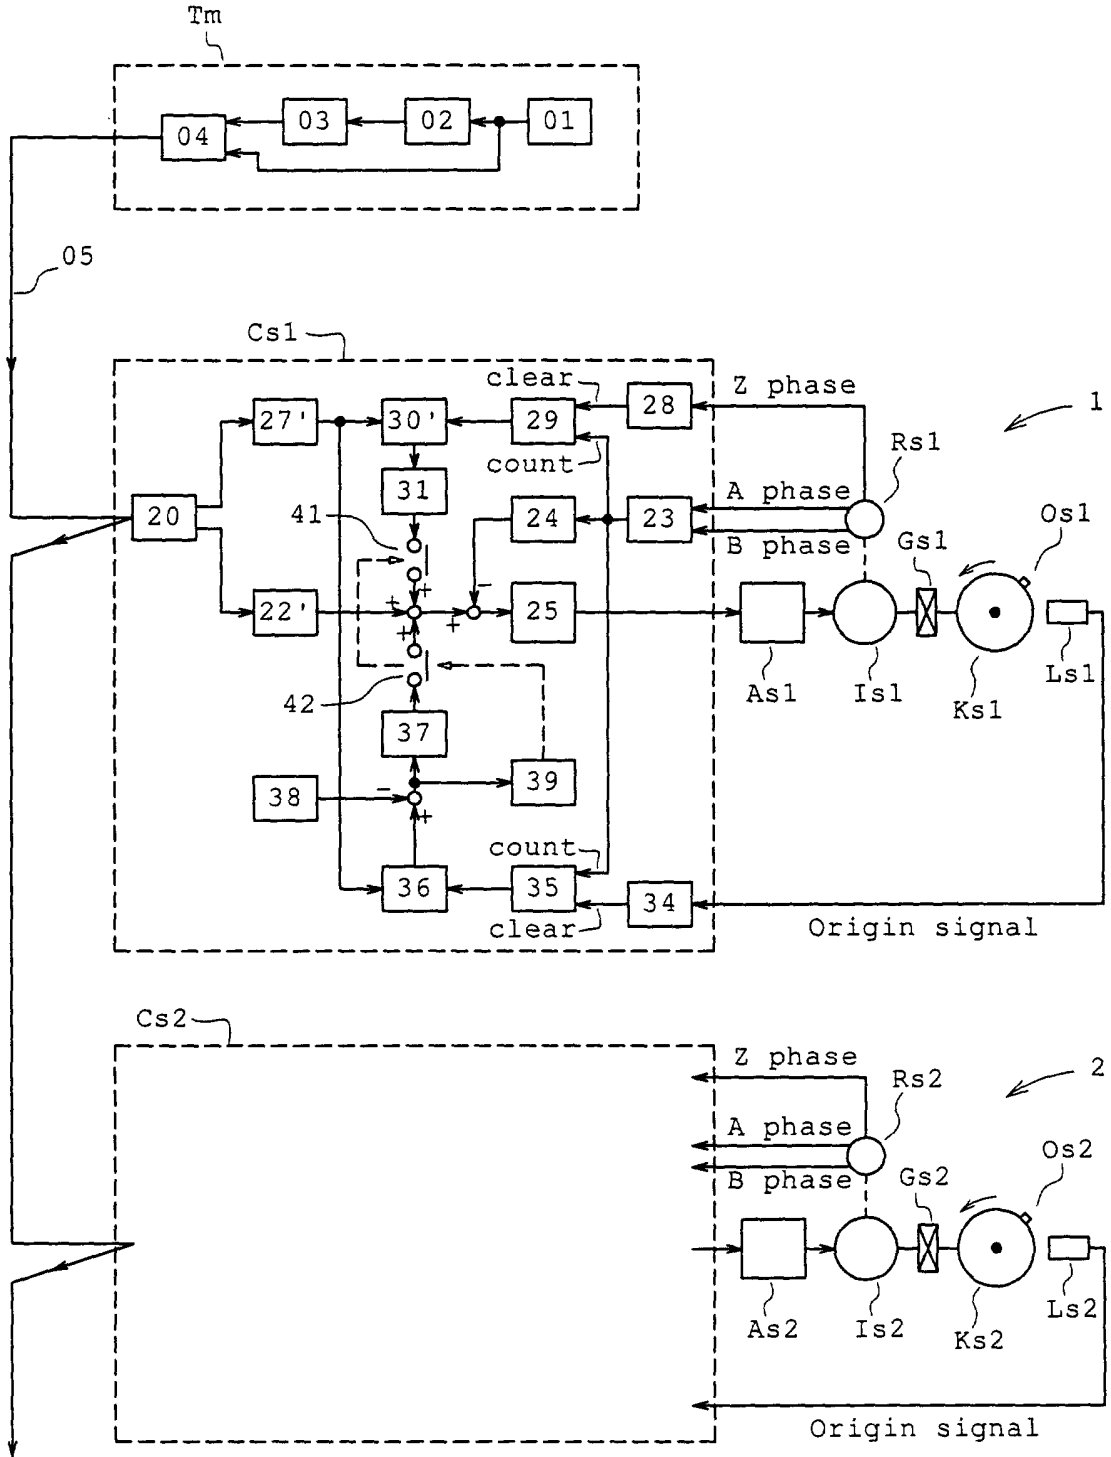 Tm
04
03
02
01
05
Cs1
clear
Z phase
1
27'
30'
29
28
Rs1
count
31
A phase
Os1
20
41
24
23
B phase
Gs1
-
22'
+
+
+
+
25
As1
Is1
Ks1
Ls1
42
37
38
-
39
+
count
36
35
34
clear
Origin signal
Cs2
Z phase
2
Rs2
A phase
Os2
B phase
Gs2
As2
Is2
Ks2
Ls2
Origin signal